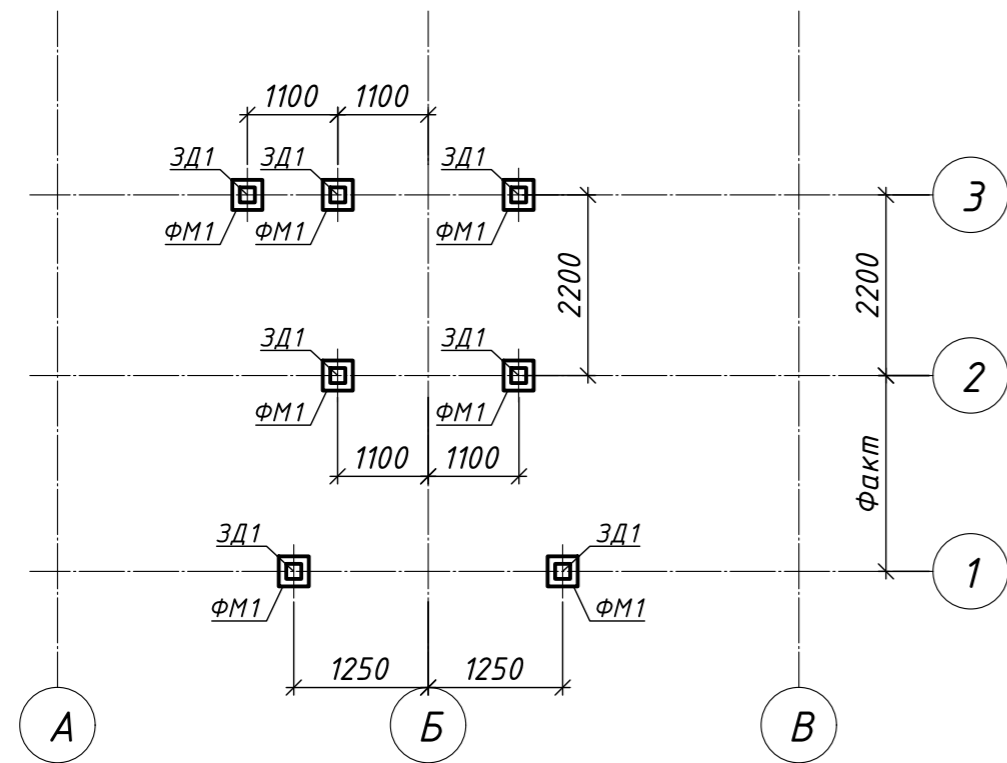 1100 1100
ЗД1 ЗД1 ЗД1
3
ФМ1 ФМ1 ФМ1
2200 2200
ЗД1 ЗД1
2
ФМ1 ФМ1
1100 1100
Факт
ЗД1 ЗД1
1
ФМ1 ФМ1
1250 1250
А Б В